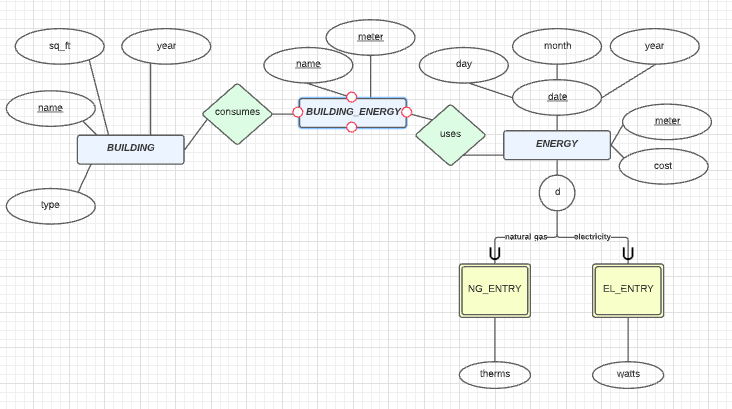 sq_ft
year
meter
month
year
name
day
name
date
consumes
BUILDING_ENERGY
meter
BUILDING
uses
ENERGY
cost
type
d
natural gas
electricity
NG_ENTRY
EL_ENTRY
therms
watts